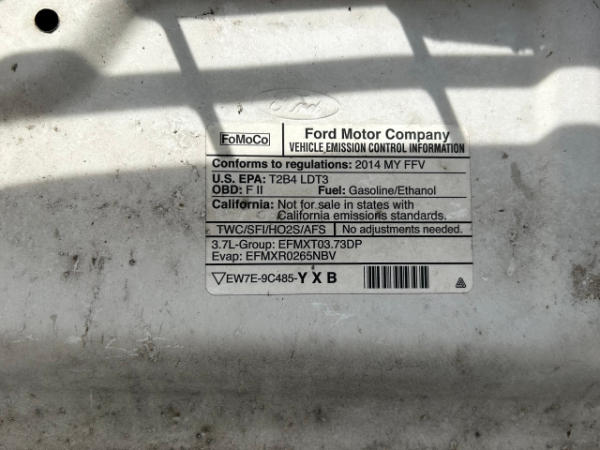 Ford
FoMoCo
Ford Motor Company
VEHICLE EMISSION CONTROL INFORMATION
Conforms to regulations: 2014 MY FFV
U.S. EPA: T2B4 LDT3
OBD: F II Fuel: Gasoline/Ethanol
California: Not for sale in states with
California emissions standards.
TWC/SFI/HO2S/AFS No adjustments needed.
3.7L-Group: EFMXT03.73DP
Evap: EFMXR0265NBV
EW7E-9C485-Y X B